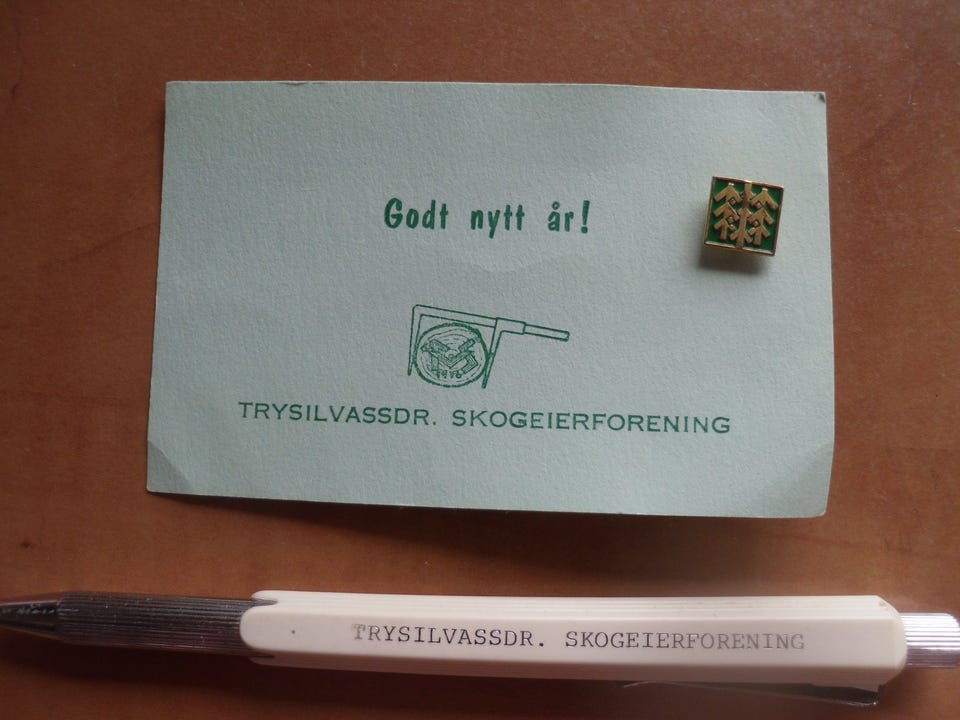 Godt nytt år!
TRYSILVASSDR. SKOGEIERFORENING
TRYSILVASSDR. SKOGEIERFORENING